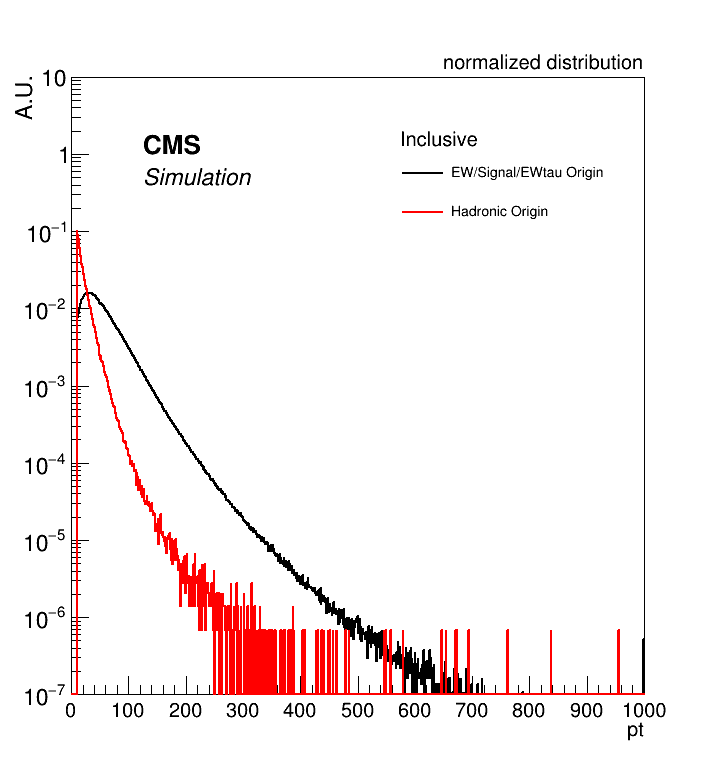 normalized distribution
A.U.
10
1
10⁻¹
10⁻²
10⁻³
10⁻⁴
10⁻⁵
10⁻⁶
10⁻⁷
CMS
Simulation
Inclusive
EW/Signal/EWtau Origin
Hadronic Origin
0 100 200 300 400 500 600 700 800 900 1000
pt